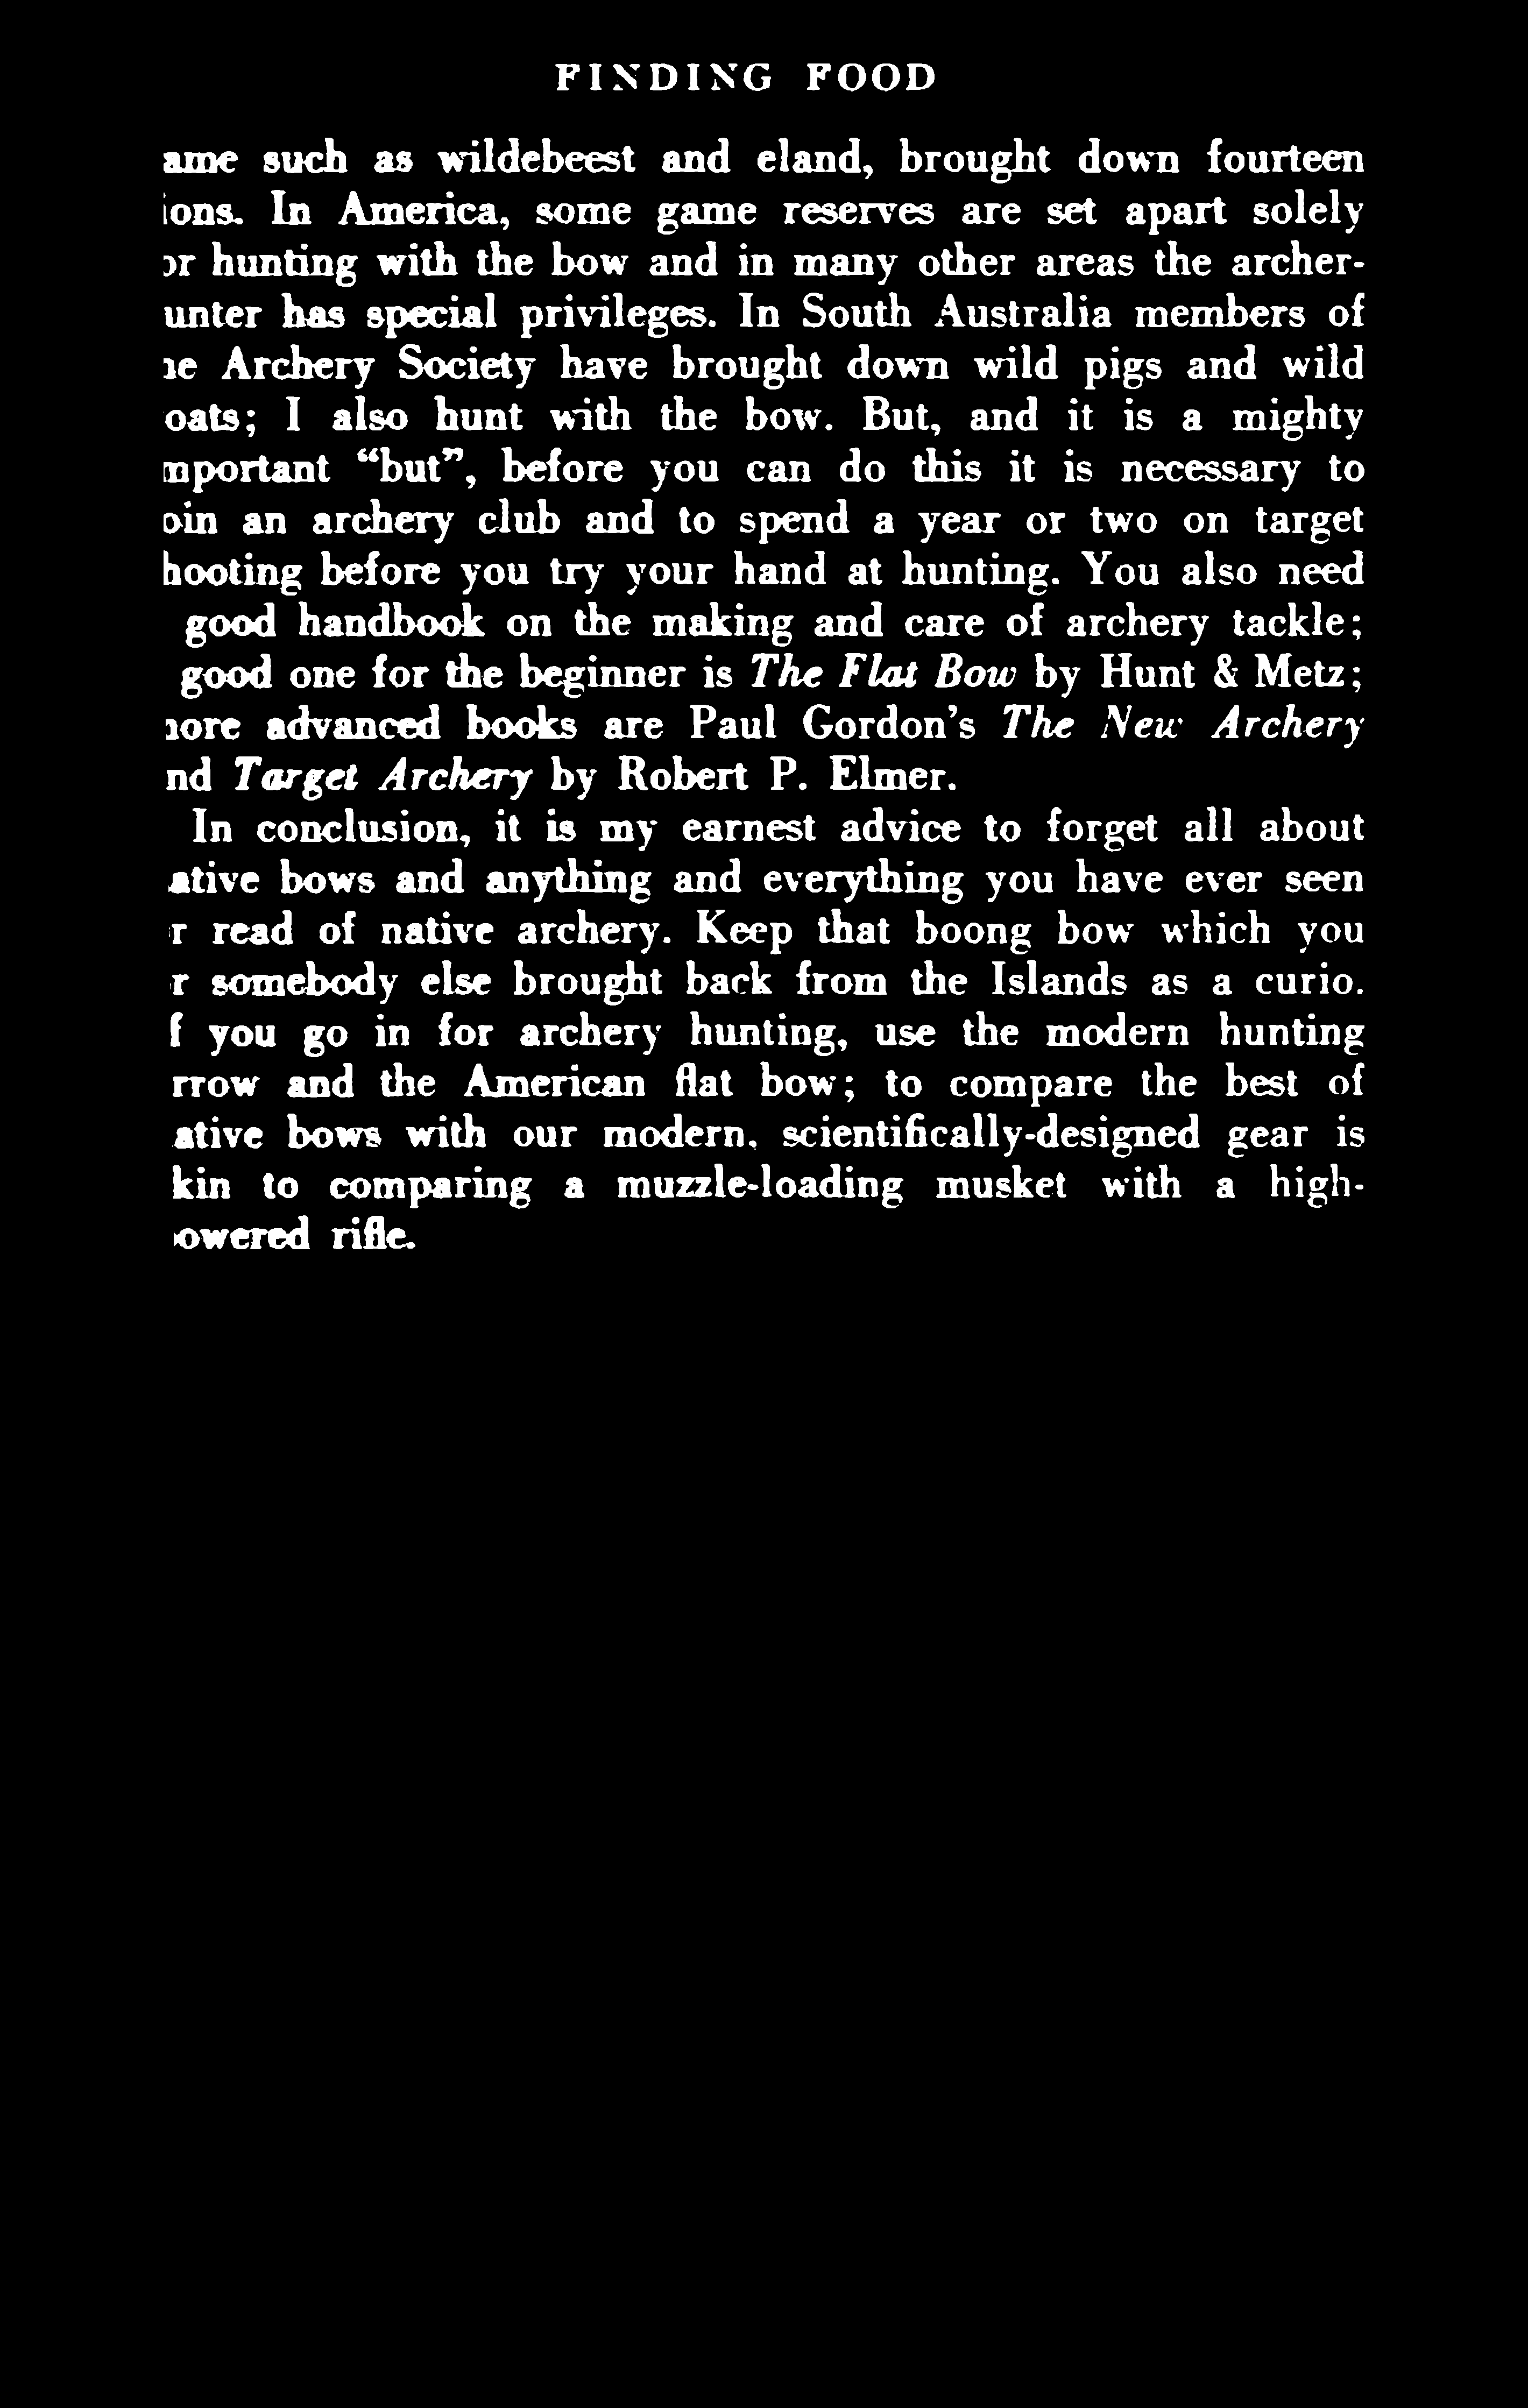 FINDING FOOD
ame such as wildebeest and eland, brought down fourteen
ions. In America, some game reserves are set apart solely
or hunting with the bow and in many other areas the archer-
unter has special privileges. In South Australia members of
Archery Society have brought down wild pigs and wild
oats; I also hunt with the bow. But, and it is a mighty
mportant “but”, before you can do this it is necessary to
oin an archery club and to spend a year or two on target
hooting before you try your hand at hunting. You also need
good handbook on the making and care of archery tackle;
good one for the beginner is The Flat Bow by Hunt & Metz;
ore advanced books are Paul Gordon's The New Archery
nd Target Archery by Robert P. Elmer.
In conclusion, it is my earnest advice to forget all about
ative bows and anything and everything you have ever seen
r read of native archery. Keep that boong bow which you
r somebody else brought back from the Islands as a curio.
f you go in for archery hunting, use the modern hunting
rrow and the American flat bow; to compare the best of
ative bows with our modern, scientifically-designed gear is
kin to comparing a muzzle-loading musket with a high-
owered rifle.